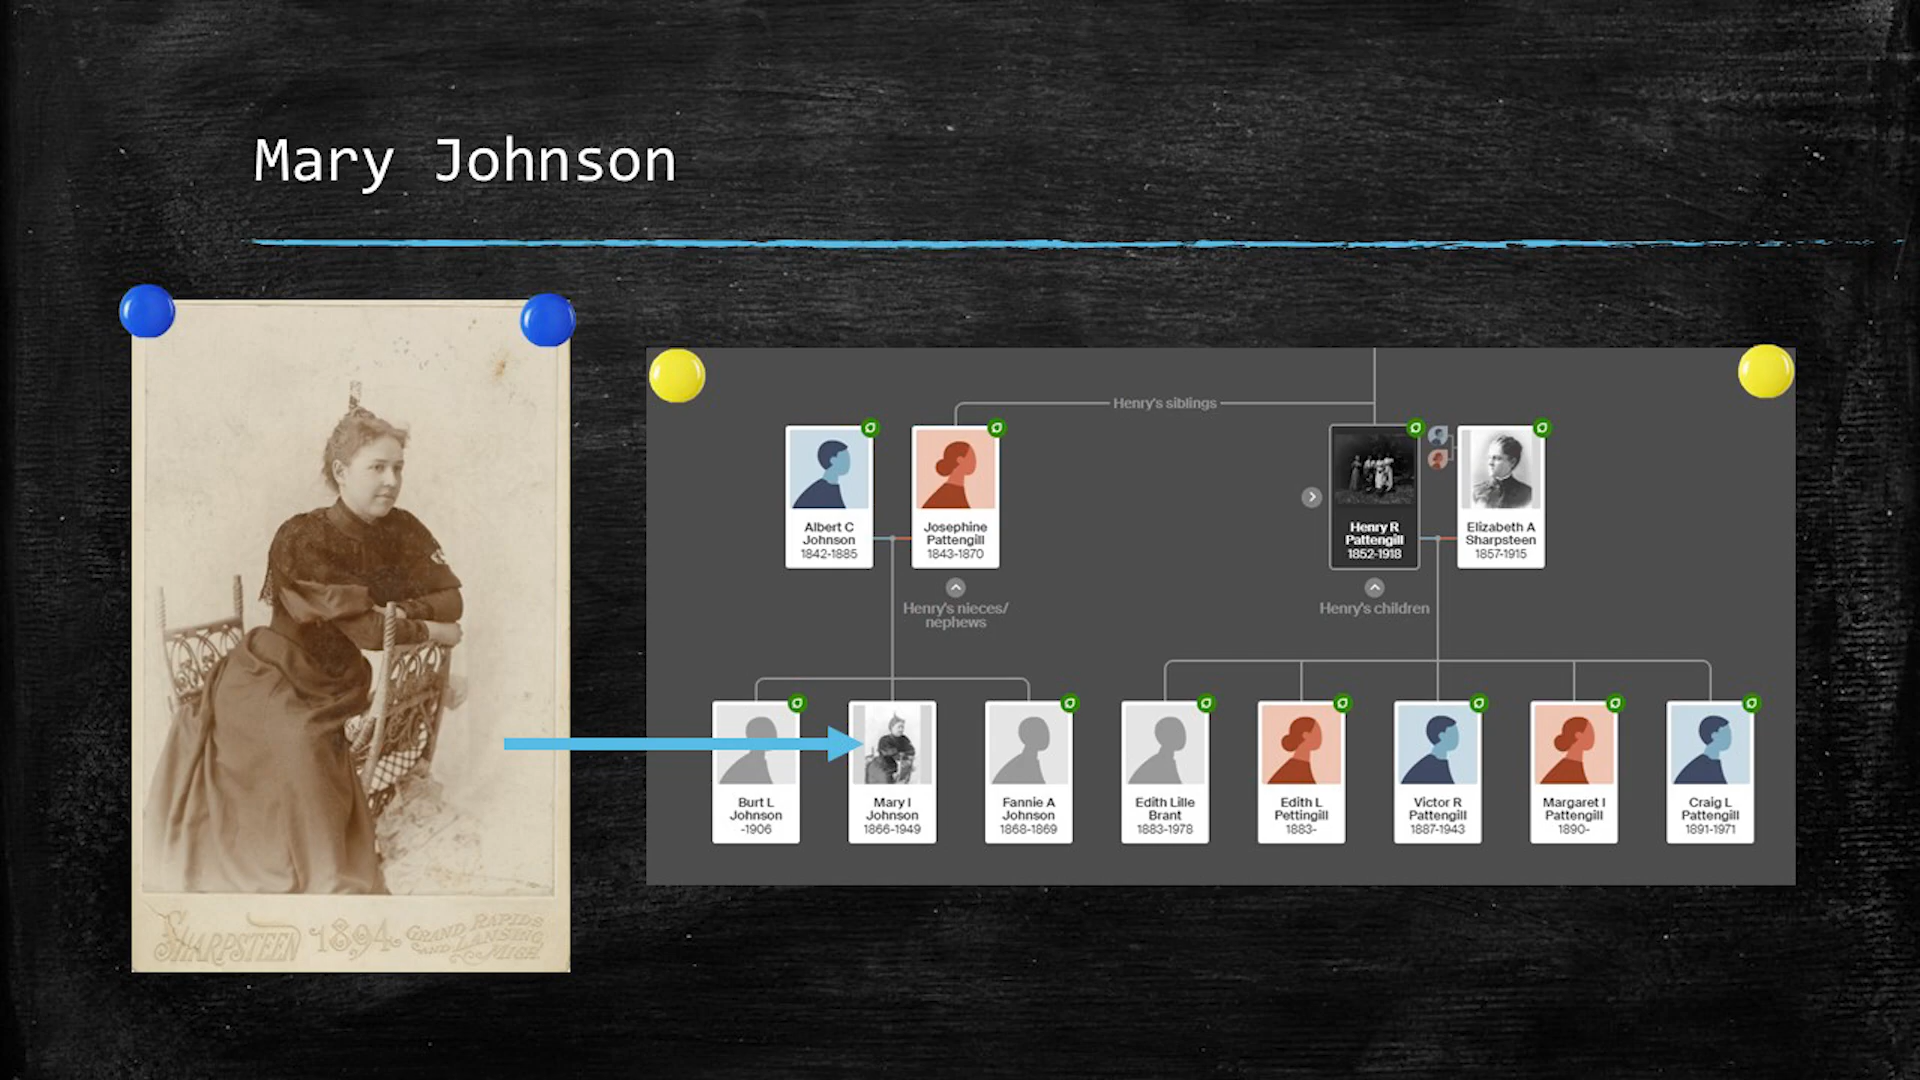 Mary Johnson
Henry's siblings
Albert C
Johnson
1842-1885
Josephine
Pattengill
1843-1870
Henry R
Pattengill
1852-1918
Elizabeth A
Sharpsteen
1857-1915
Henry's nieces/
nephews
Henry's children
Burt L
Johnson
-1906
Mary I
Johnson
1866-1949
Fannie A
Johnson
1868-1869
Edith Lille
Brant
1883-1978
Edith L
Pettingill
1883-
Victor R
Pattengill
1887-1943
Margaret I
Pattengill
1890-
Craig L
Pattengill
1891-1971
SHARPSTEEN 1894 GRAND RAPIDS
AND LANSING,
MICH.